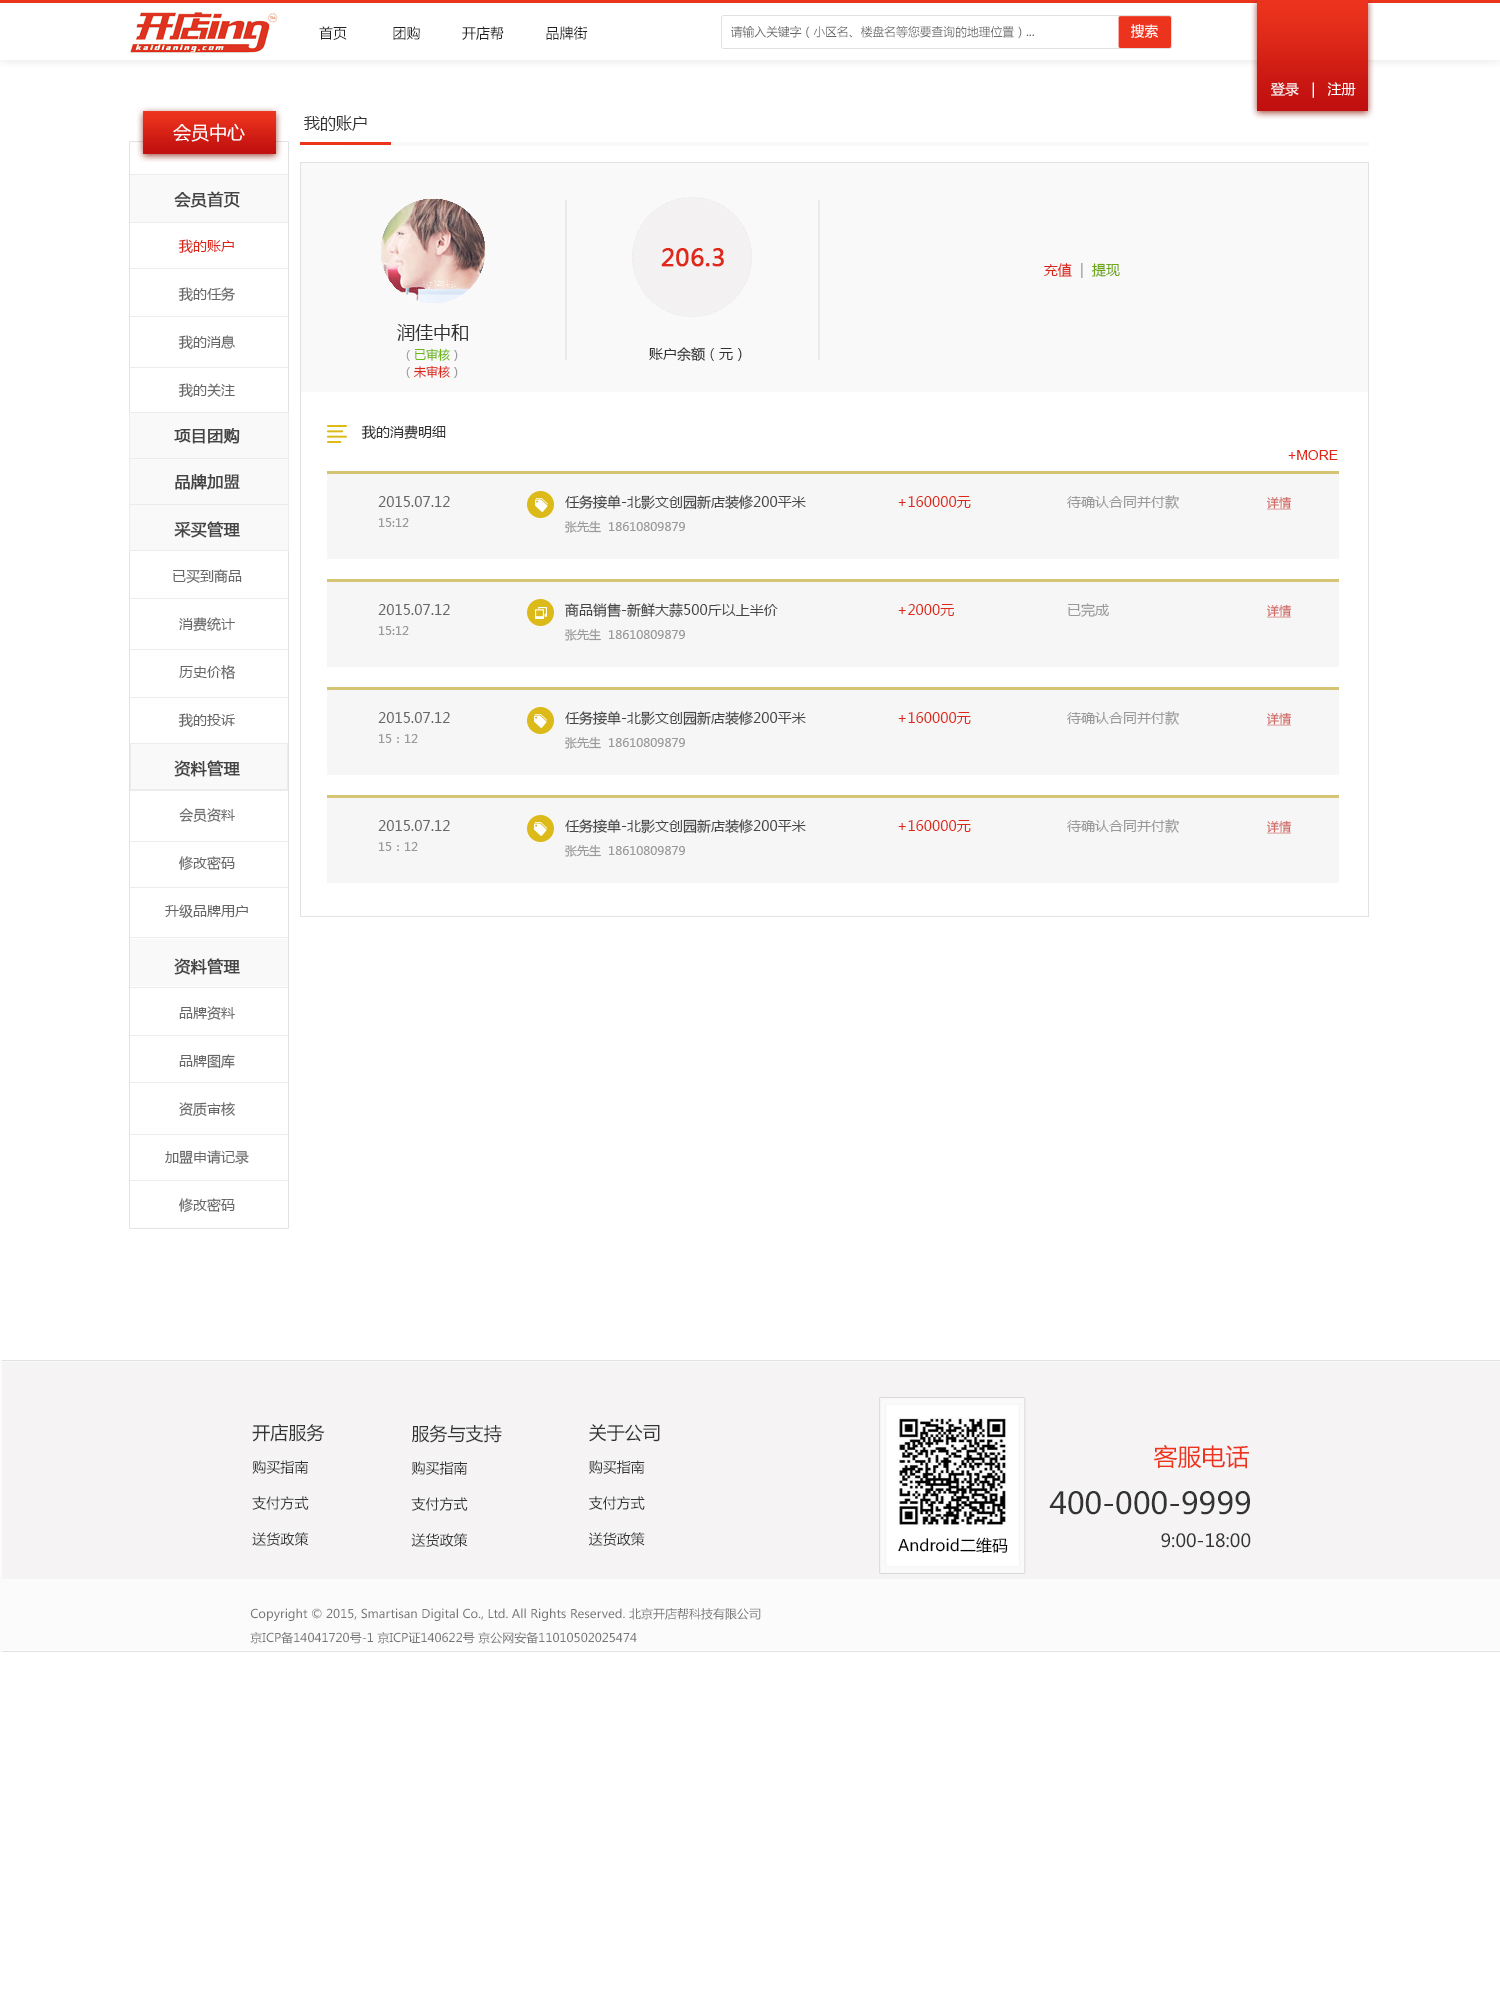 开店ing
kaidianing.com
首页 团购 开店帮 品牌街
请输入关键字（小区名、楼盘名等您要查询的地理位置）...
搜索
登录 | 注册
会员中心
会员首页
我的账户
我的任务
我的消息
我的关注
项目团购
品牌加盟
采买管理
已买到商品
消费统计
历史价格
我的投诉
资料管理
会员资料
修改密码
升级品牌用户
资料管理
品牌资料
品牌图库
资质审核
加盟申请记录
修改密码
我的账户
润佳中和
（已审核）
（未审核）
206.3
账户余额（元）
充值 | 提现
我的消费明细
+MORE
2015.07.12 任务接单-北影文创园新店装修200平米 +160000元 待确认合同并付款 详情
15:12 张先生 18610809879
2015.07.12 商品销售-新鲜大蒜500斤以上半价 +2000元 已完成 详情
15:12 张先生 18610809879
2015.07.12 任务接单-北影文创园新店装修200平米 +160000元 待确认合同并付款 详情
15：12 张先生 18610809879
2015.07.12 任务接单-北影文创园新店装修200平米 +160000元 待确认合同并付款 详情
15：12 张先生 18610809879
开店服务
购买指南
支付方式
送货政策
服务与支持
购买指南
支付方式
送货政策
关于公司
购买指南
支付方式
送货政策
Android二维码
客服电话
400-000-9999
9:00-18:00
Copyright © 2015, Smartisan Digital Co., Ltd. All Rights Reserved. 北京开店帮科技有限公司
京ICP备14041720号-1 京ICP证140622号 京公网安备11010502025474